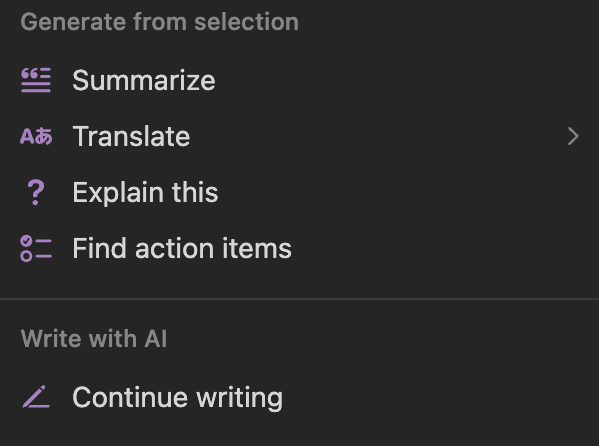 Generate from selection
Summarize
Aあ Translate
? Explain this
Find action items
Write with AI
Continue writing